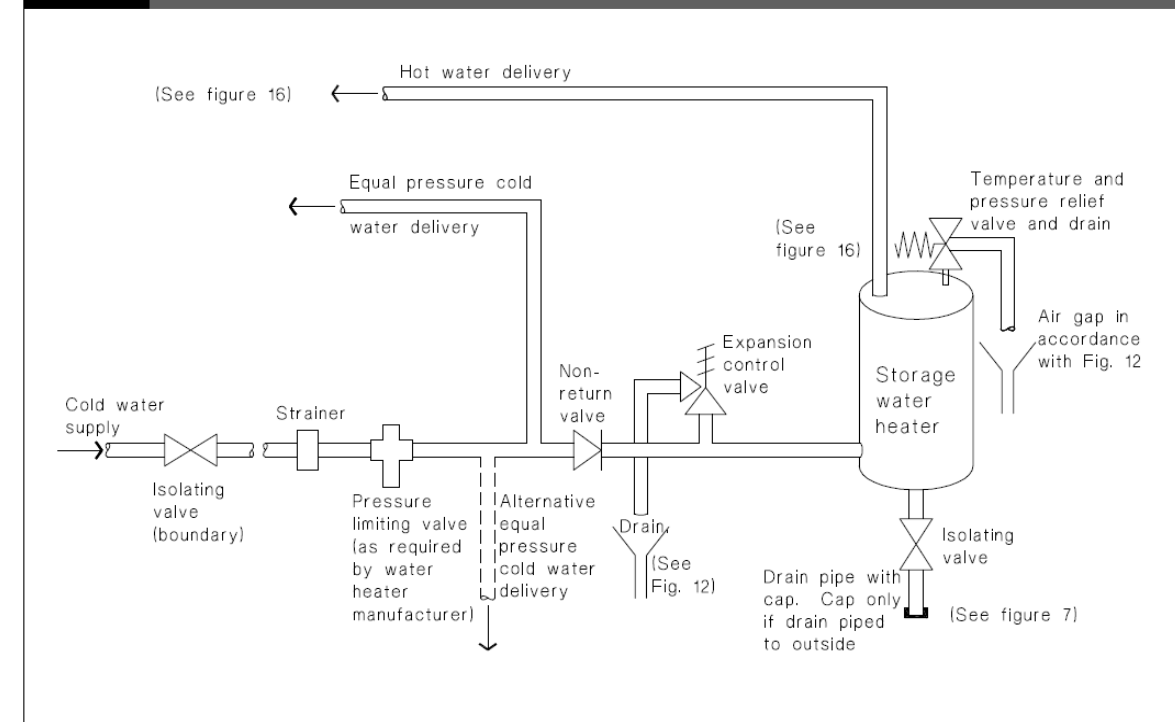 Hot water delivery
(See figure 16)
Equal pressure cold
water delivery
Temperature and
pressure relief
valve and drain
(See
figure 16)
Air gap in
accordance
with Fig. 12
Expansion
control
valve
Non-
return
valve
Storage
water
heater
Cold water
supply
Strainer
Isolating
valve
(boundary)
Pressure
limiting valve
(as required
by water
heater
manufacturer)
Alternative
equal
pressure
cold water
delivery
Drain
(See
Fig. 12)
Isolating
valve
Drain pipe with
cap. Cap only
if drain piped
to outside
(See figure 7)